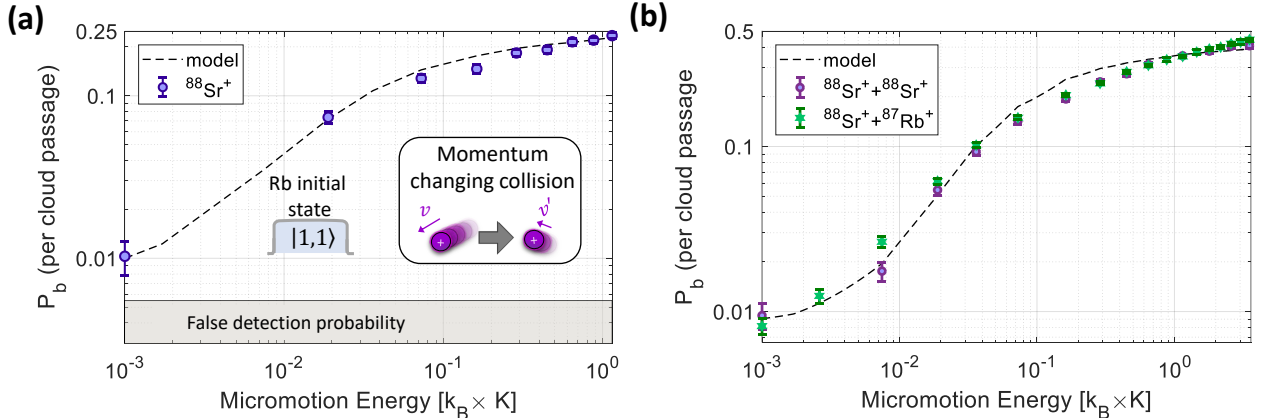 (a)
0.25
0.1
0.01
P_b (per cloud passage)
model
⁸⁸Sr⁺
Rb initial
state
|1,1⟩
Momentum
changing collision
v
v'
+
+
False detection probability
10⁻³
10⁻²
10⁻¹
10⁰
Micromotion Energy [k_B× K]
(b)
0.5
0.1
0.01
P_b (per cloud passage)
model
⁸⁸Sr⁺+⁸⁸Sr⁺
⁸⁸Sr⁺+⁸⁷Rb⁺
10⁻³
10⁻²
10⁻¹
10⁰
Micromotion Energy [k_B×K]